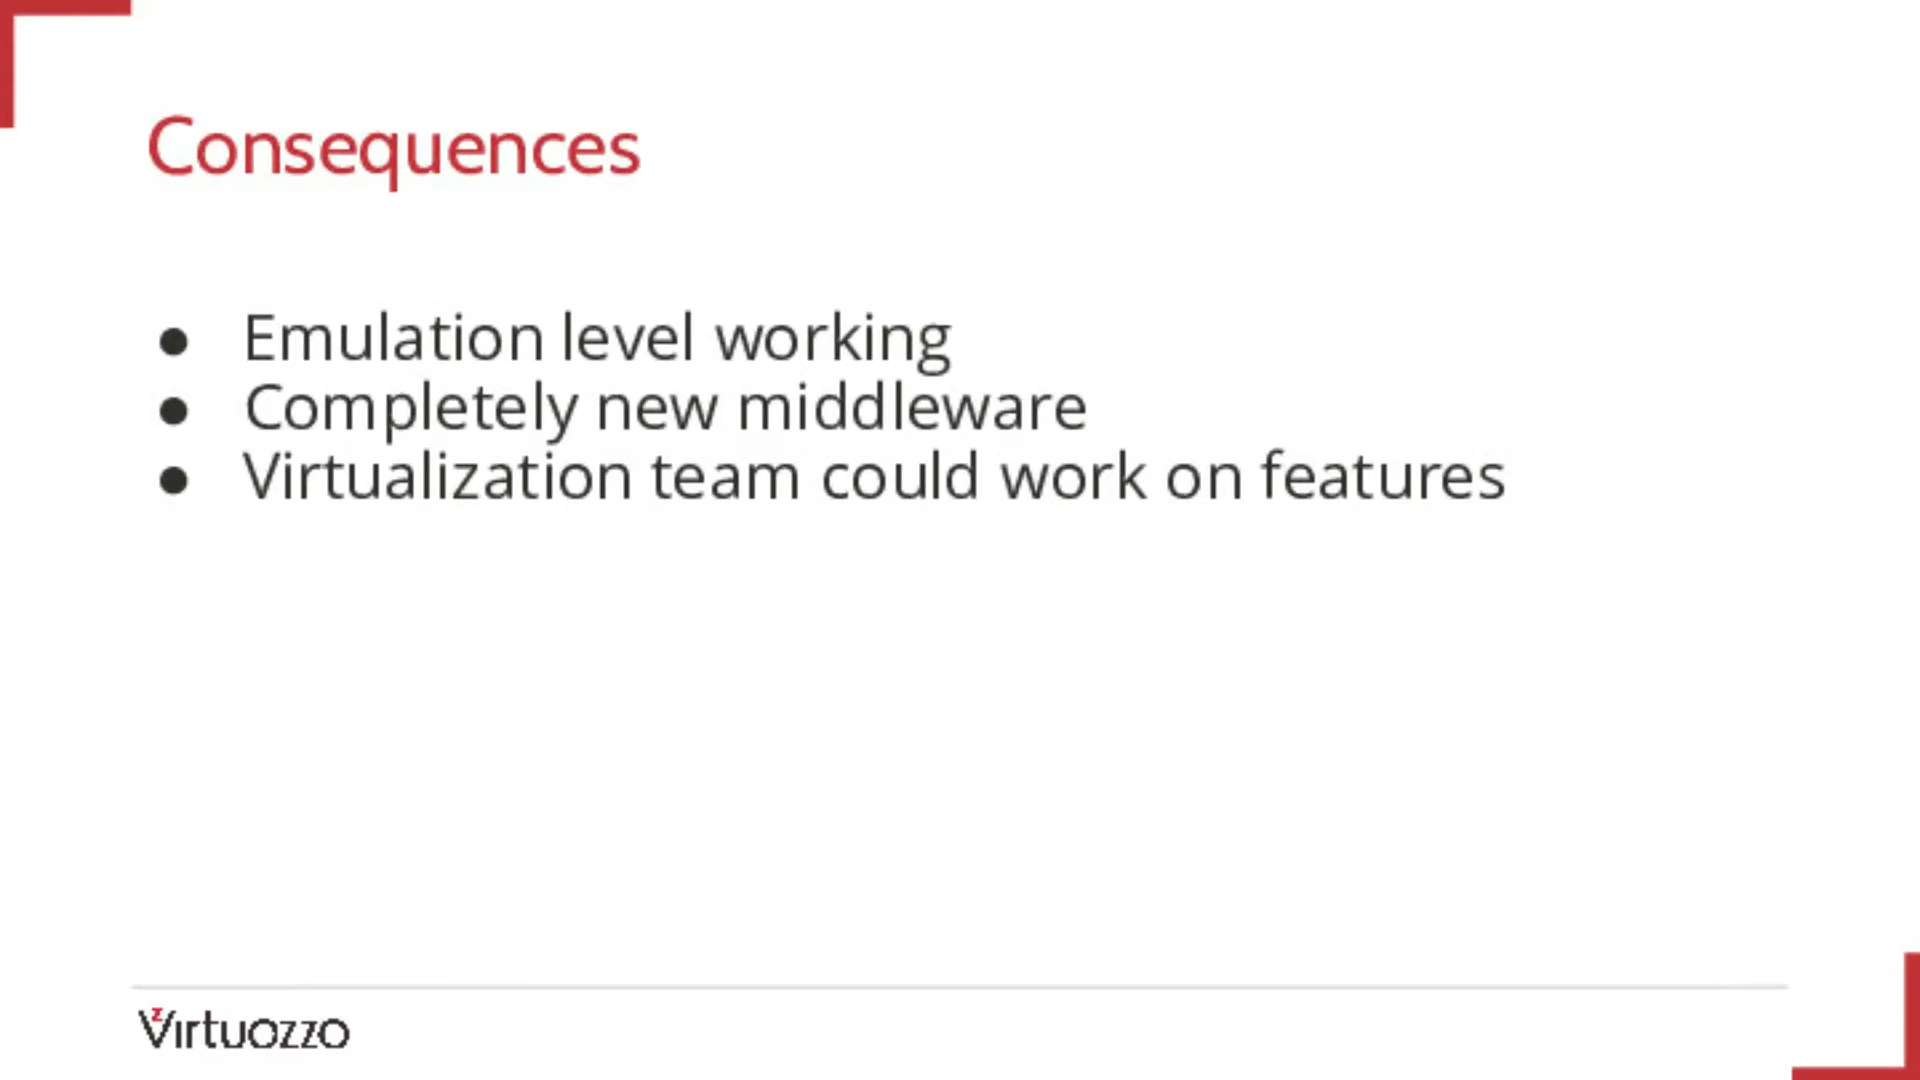 Consequences
● Emulation level working
● Completely new middleware
● Virtualization team could work on features
Virtuozzo